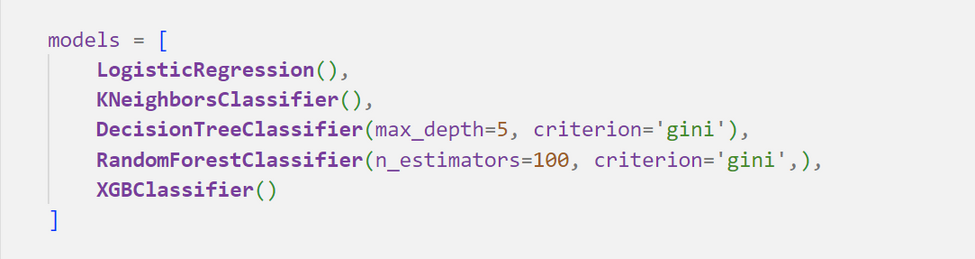 models = [
    LogisticRegression(),
    KNeighborsClassifier(),
    DecisionTreeClassifier(max_depth=5, criterion='gini'),
    RandomForestClassifier(n_estimators=100, criterion='gini',),
    XGBClassifier()
]